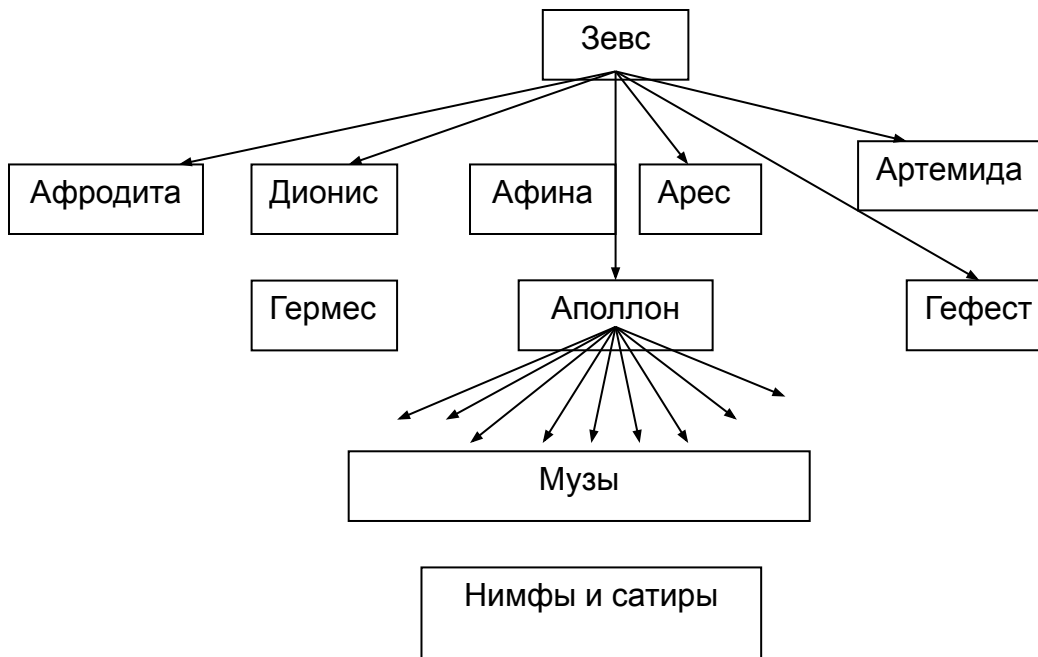 Зевс
Афродита
Дионис
Афина
Арес
Артемида
Гермес
Аполлон
Гефест
Музы
Нимфы и сатиры